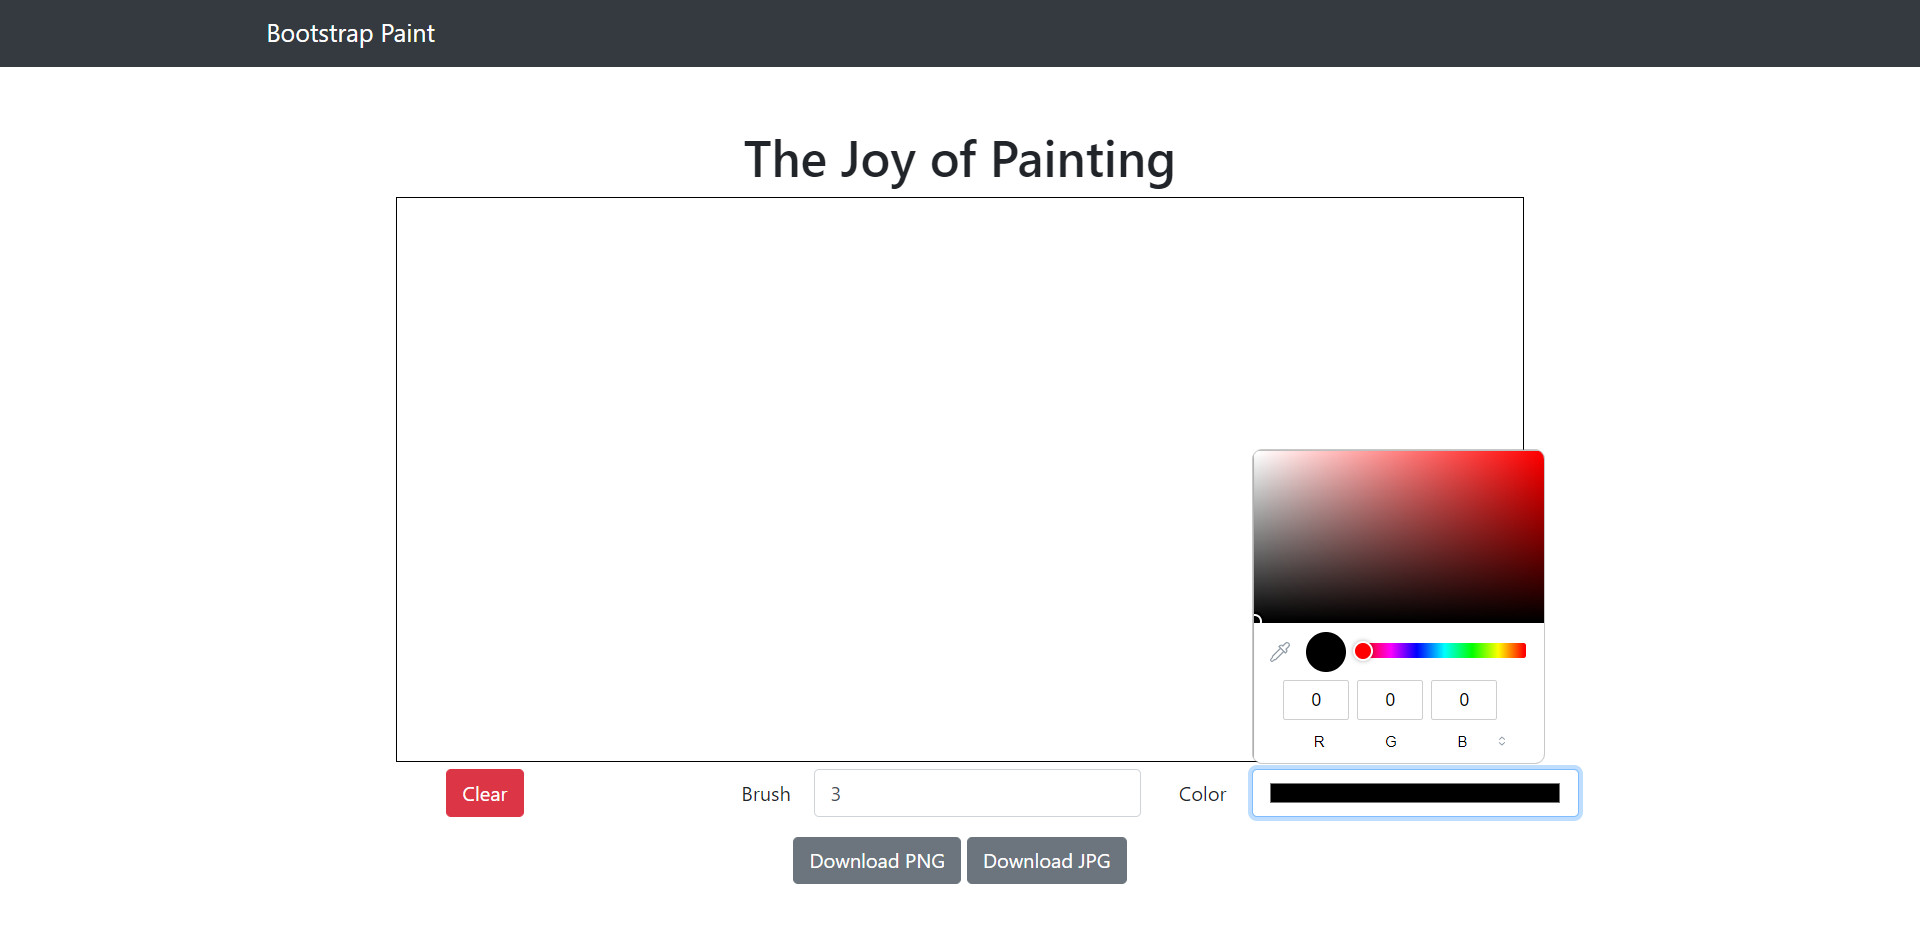 Bootstrap Paint
The Joy of Painting
0 0 0
R G B
Clear Brush 3 Color
Download PNG Download JPG